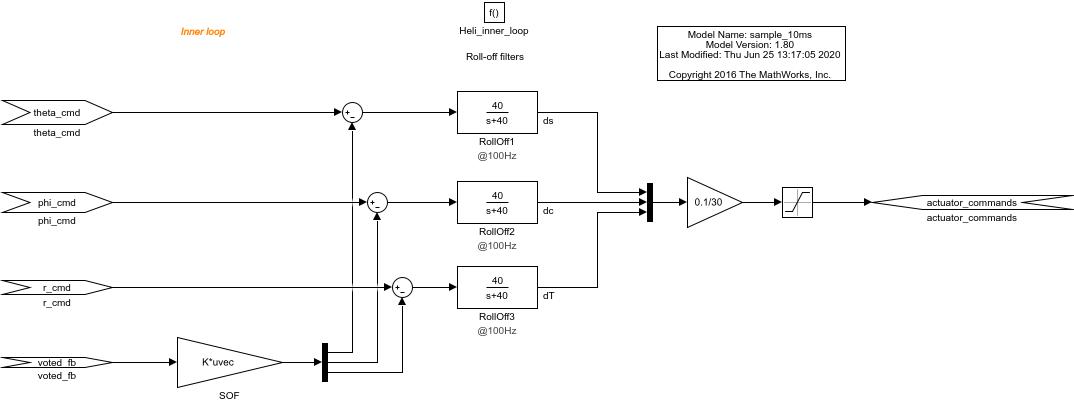 f()
Heli_inner_loop
Inner loop
Roll-off filters
Model Name: sample_10ms
Model Version: 1.80
Last Modified: Thu Jun 25 13:17:05 2020
Copyright 2016 The MathWorks, Inc.
theta_cmd
theta_cmd
+
−
40
s+40
ds
RollOff1
@100Hz
phi_cmd
phi_cmd
+
−
40
s+40
dc
RollOff2
@100Hz
0.1/30
actuator_commands
actuator_commands
r_cmd
r_cmd
+
−
40
s+40
dT
RollOff3
@100Hz
voted_fb
voted_fb
K*uvec
SOF